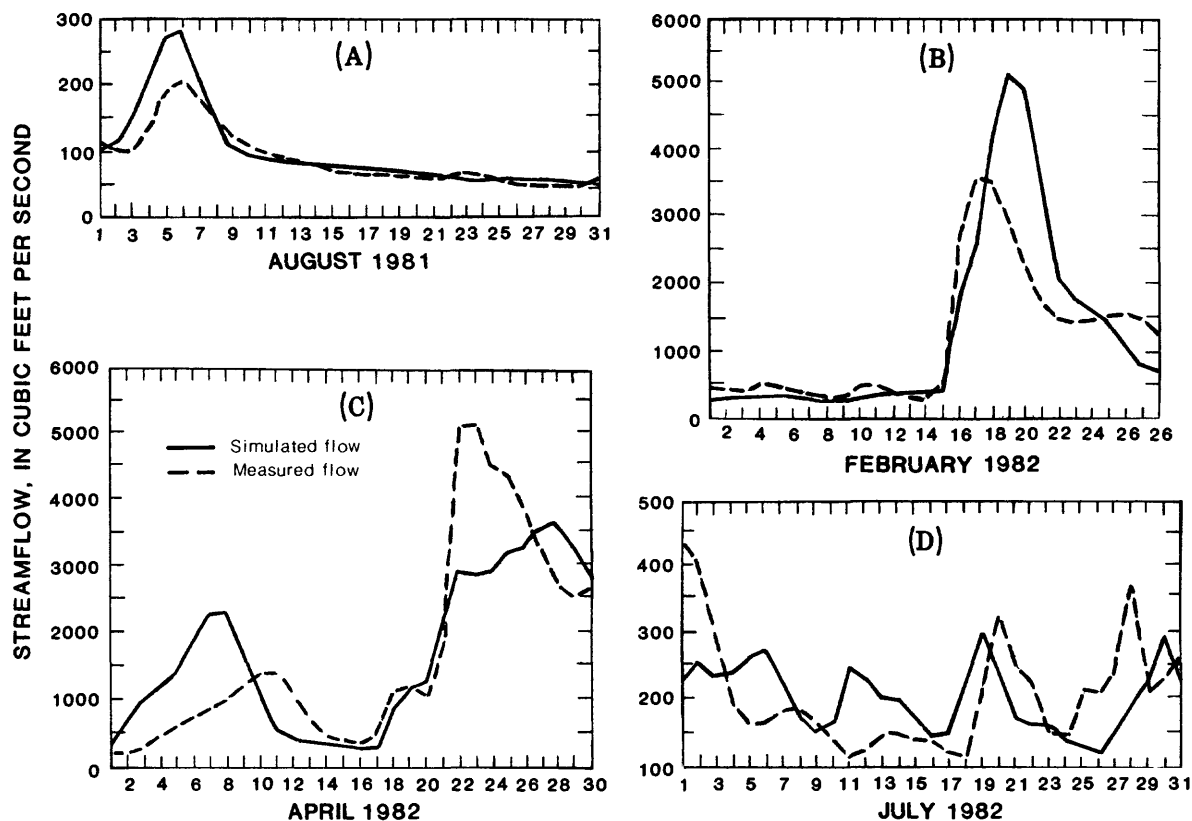 STREAMFLOW, IN CUBIC FEET PER SECOND
(A)
300
200
100
50
0
1 3 5 7 9 11 13 15 17 19 21 23 25 27 29 31
AUGUST 1981
(B)
6000
5000
4000
3000
2000
1000
0
2 4 6 8 10 12 14 16 18 20 22 24 26 26
FEBRUARY 1982
(C)
Simulated flow
Measured flow
6000
5000
4000
3000
2000
1000
0
2 4 6 8 10 12 14 16 18 20 22 24 26 28 30
APRIL 1982
(D)
500
400
300
200
100
1 3 5 7 9 11 13 15 17 19 21 23 25 27 29 31
JULY 1982